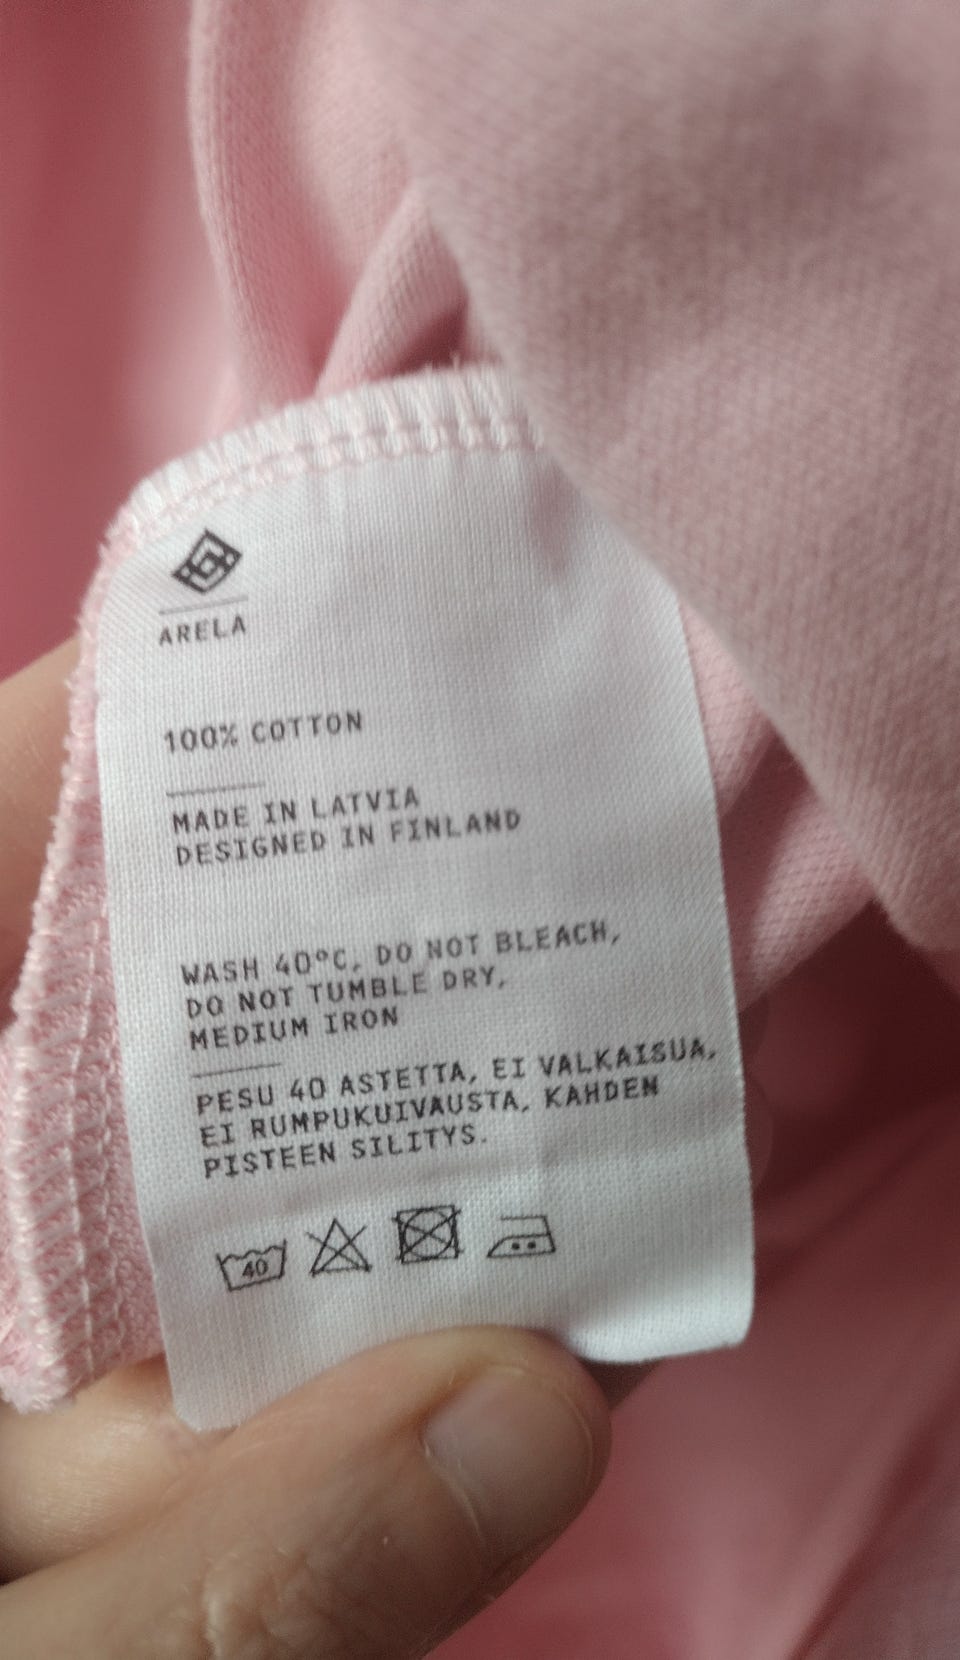 ARELA
100% COTTON
MADE IN LATVIA
DESIGNED IN FINLAND
WASH 40°C, DO NOT BLEACH,
DO NOT TUMBLE DRY,
MEDIUM IRON
PESU 40 ASTETTA, EI VALKAISUA,
EI RUMPUKUIVAUSTA, KAHDEN
PISTEEN SILITYS.
40